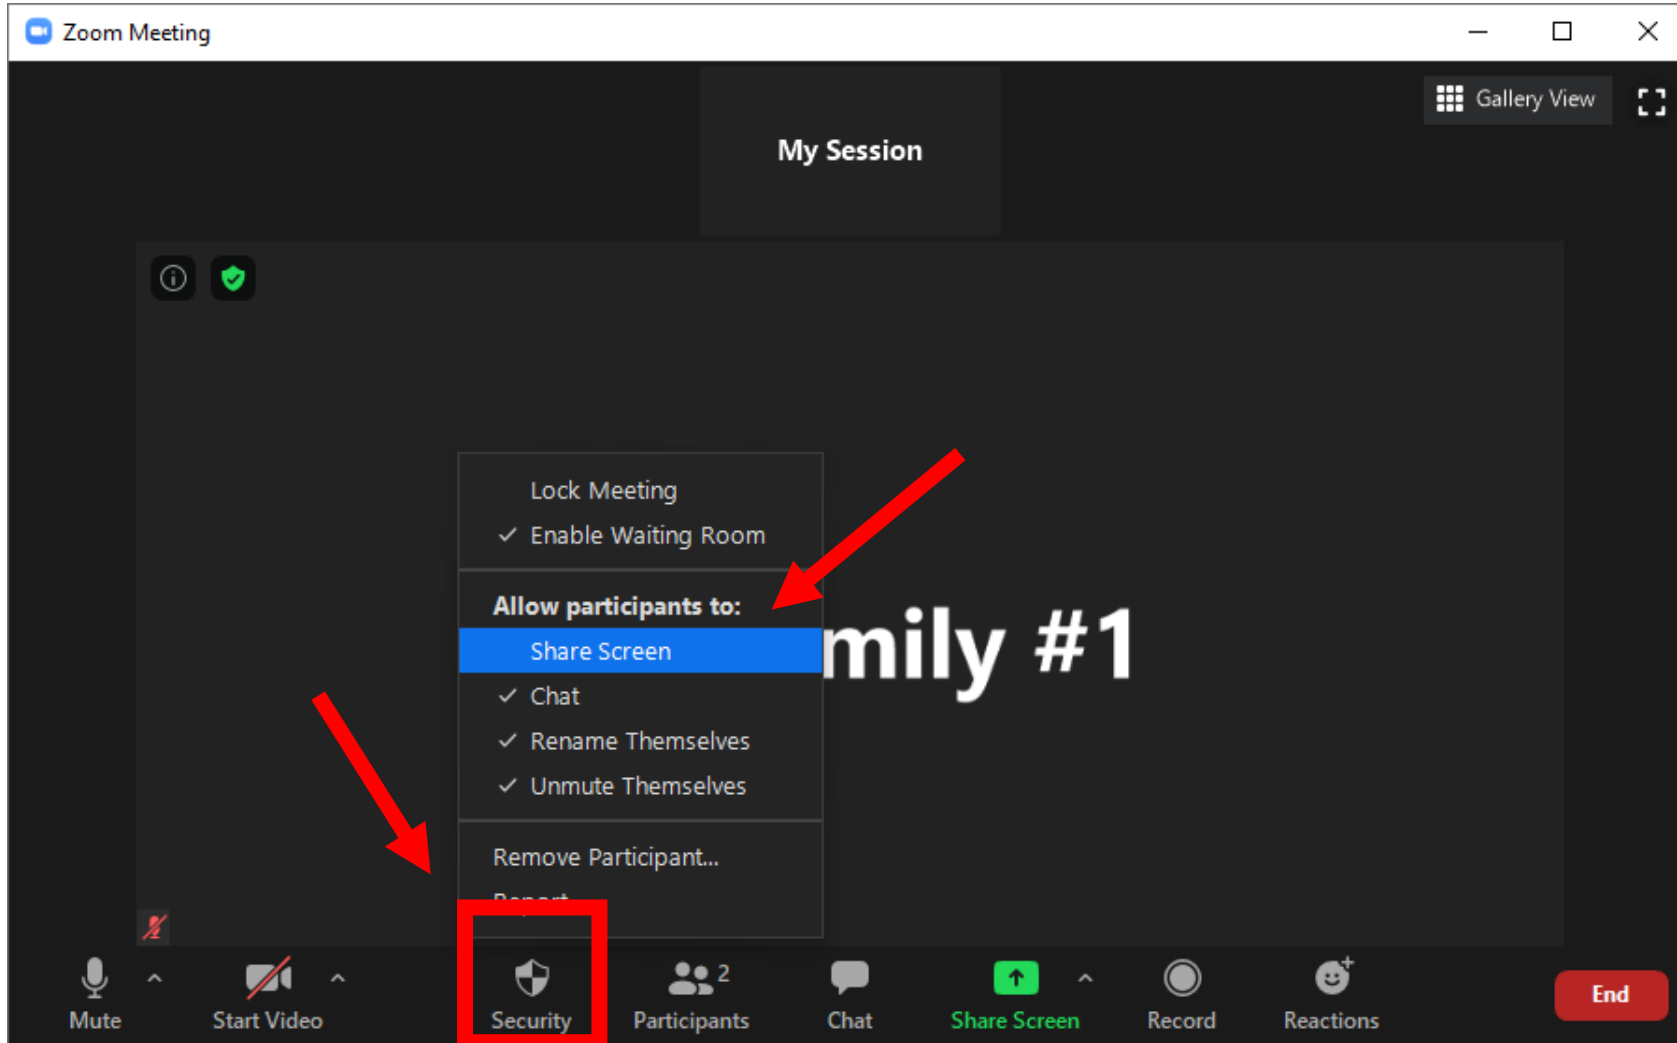 Zoom Meeting
Gallery View
My Session
Lock Meeting
Enable Waiting Room
Allow participants to:
Share Screen
mily #1
Chat
Rename Themselves
Unmute Themselves
Remove Participant...
Report
2
Mute
Start Video
Security
Participants
Chat
Share Screen
Record
Reactions
End